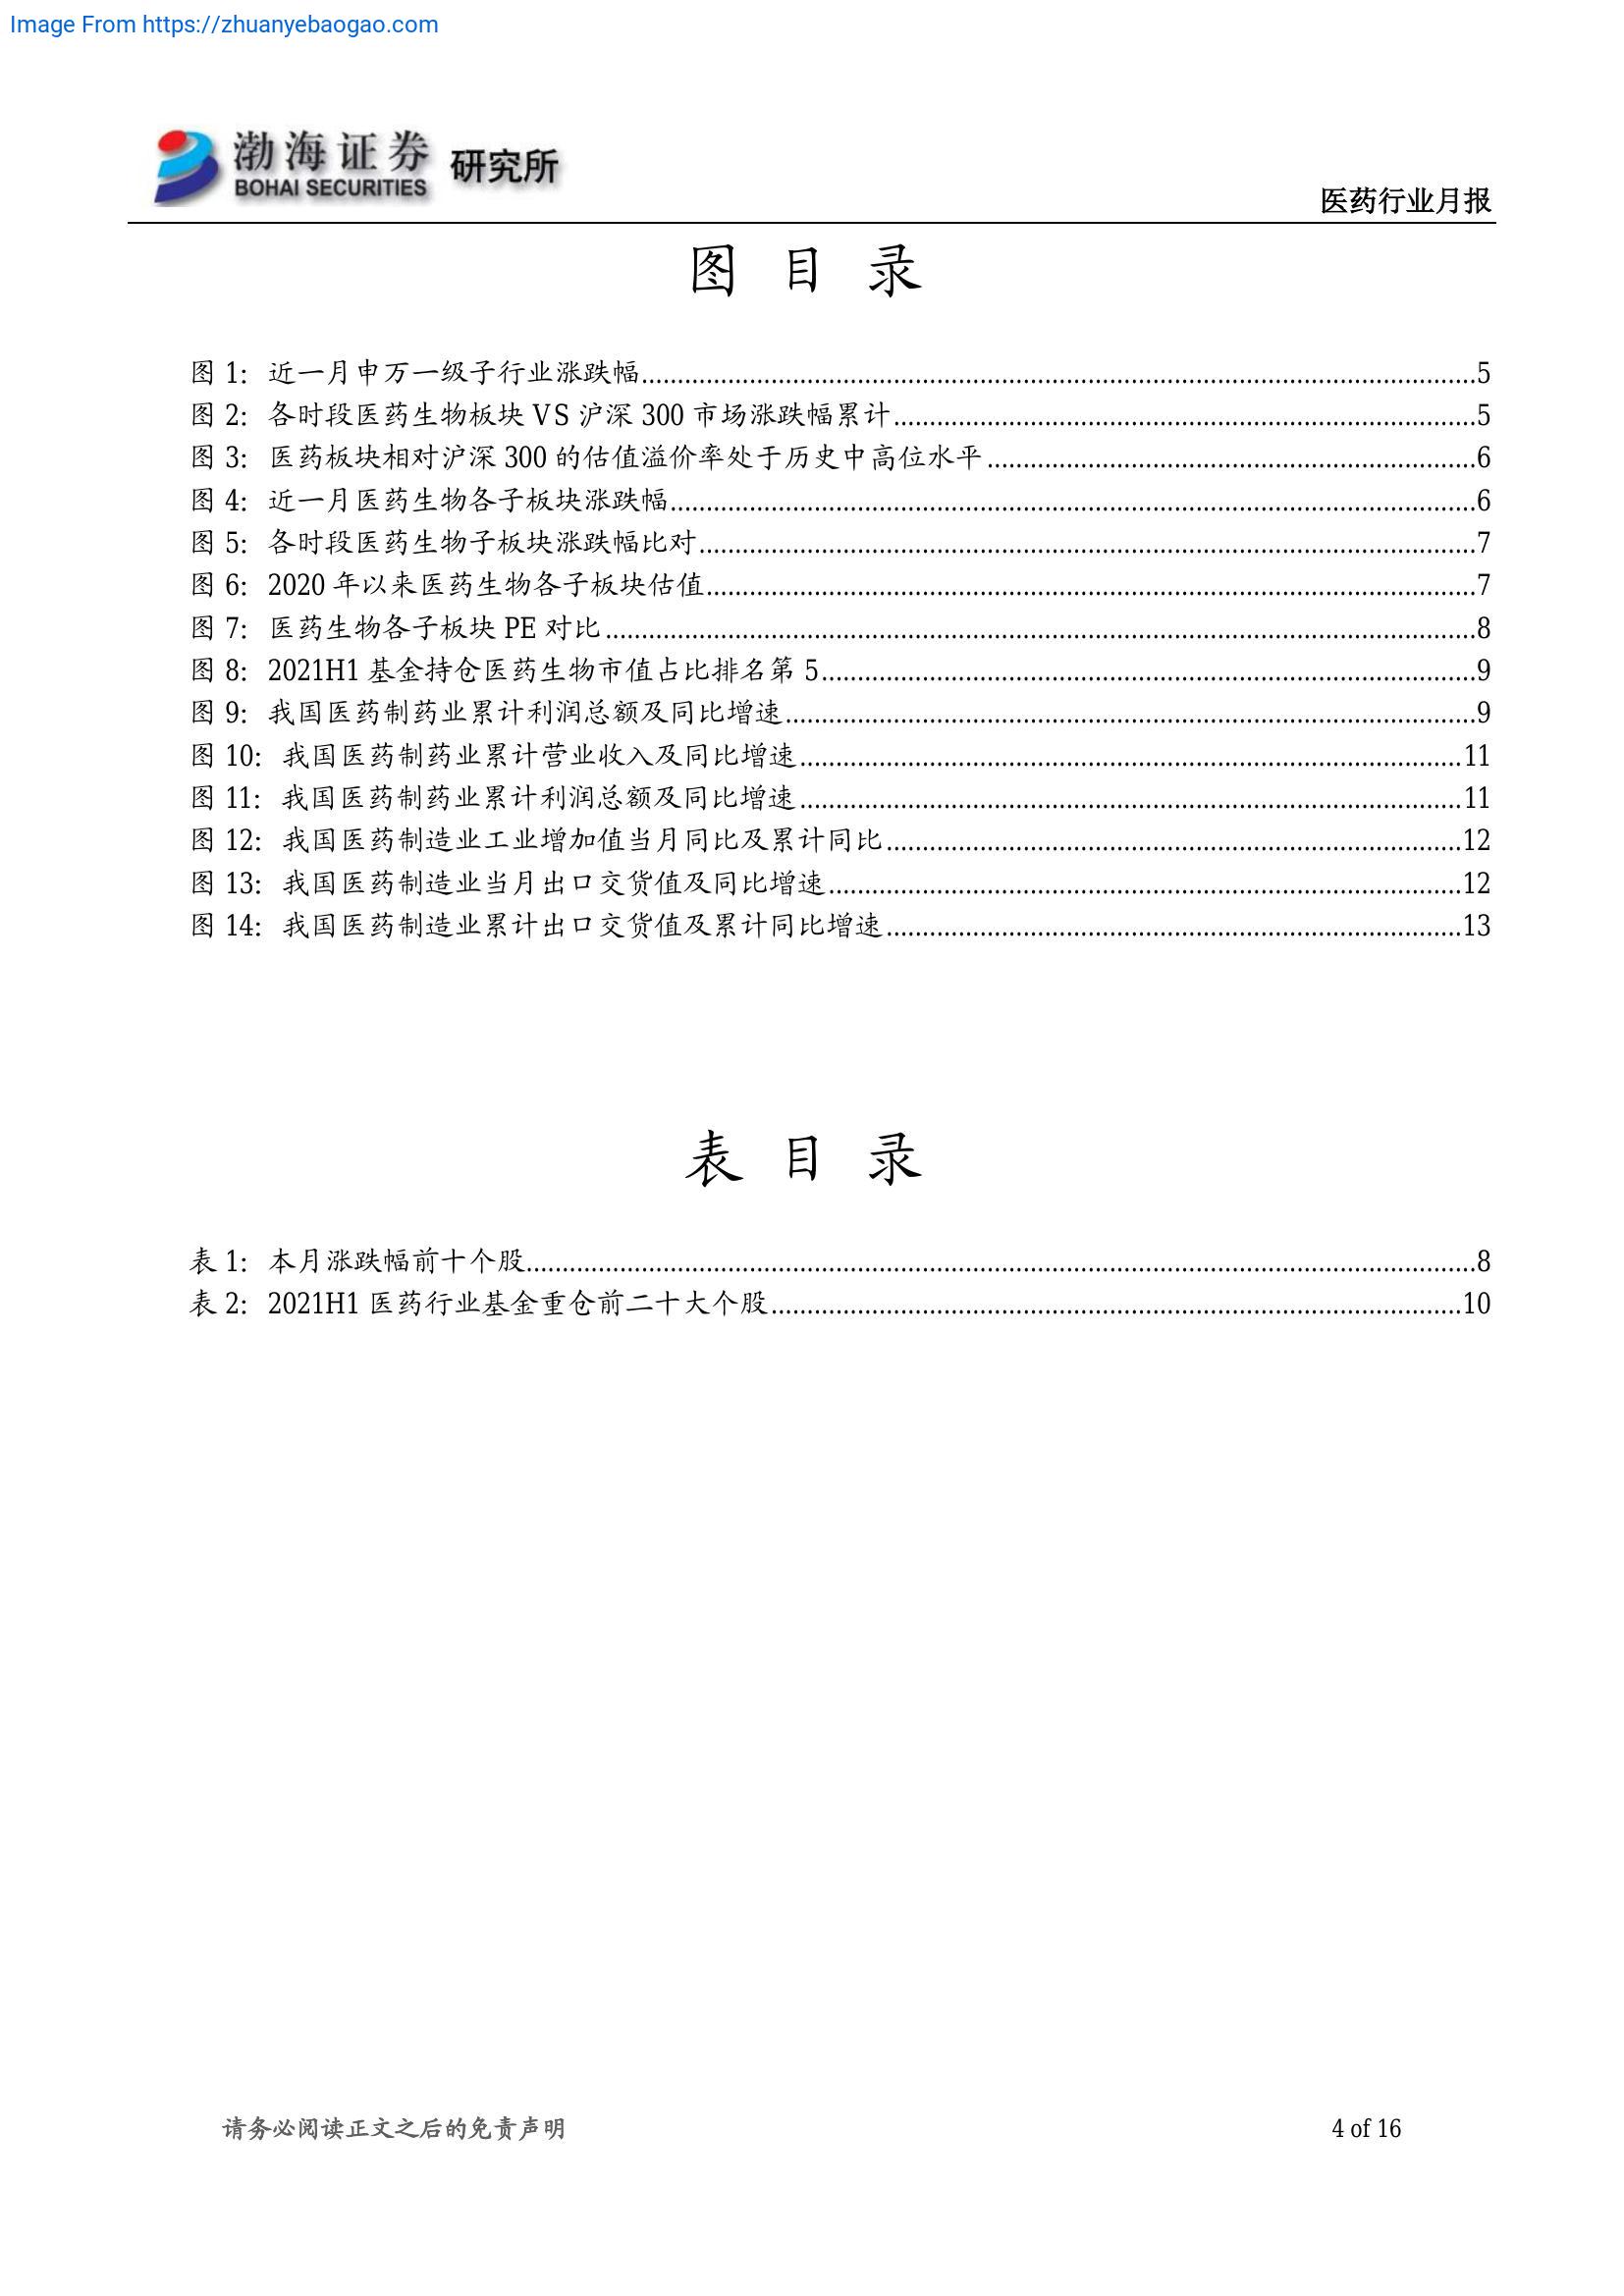 Image From https://zhuanyebaogao.com
渤海证券 研究所
BOHAI SECURITIES
医药行业月报
图 目 录
图 1：近一月申万一级子行业涨跌幅..........5
图 2：各时段医药生物板块 VS 沪深 300 市场涨跌幅累计..........5
图 3：医药板块相对沪深 300 的估值溢价率处于历史中高位水平..........6
图 4：近一月医药生物各子板块涨跌幅..........6
图 5：各时段医药生物子板块涨跌幅比对..........7
图 6：2020 年以来医药生物各子板块估值..........7
图 7：医药生物各子板块 PE 对比..........8
图 8：2021H1 基金持仓医药生物市值占比排名第 5..........9
图 9：我国医药制药业累计利润总额及同比增速..........9
图 10：我国医药制药业累计营业收入及同比增速..........11
图 11：我国医药制药业累计利润总额及同比增速..........11
图 12：我国医药制造业工业增加值当月同比及累计同比..........12
图 13：我国医药制造业当月出口交货值及同比增速..........12
图 14：我国医药制造业累计出口交货值及累计同比增速..........13
表 目 录
表 1：本月涨跌幅前十个股..........8
表 2：2021H1 医药行业基金重仓前二十大个股..........10
请务必阅读正文之后的免责声明
4 of 16